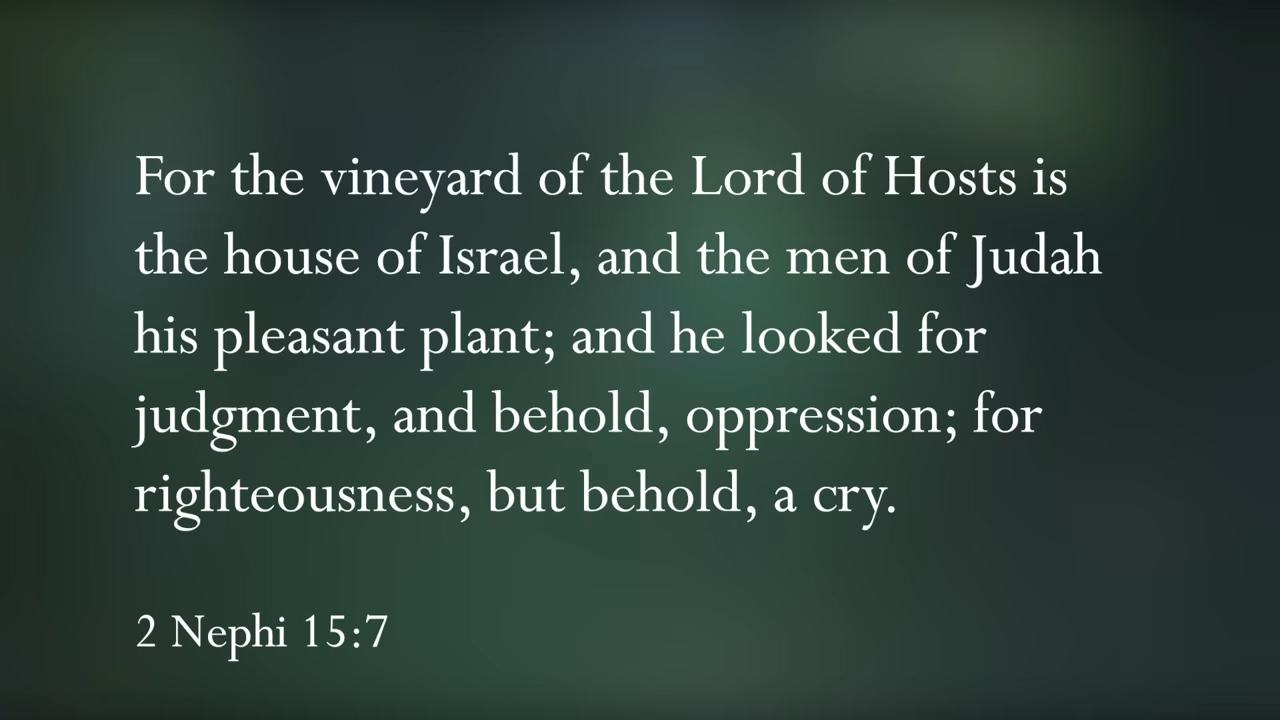 For the vineyard of the Lord of Hosts is
the house of Israel, and the men of Judah
his pleasant plant; and he looked for
judgment, and behold, oppression; for
righteousness, but behold, a cry.
2 Nephi 15:7